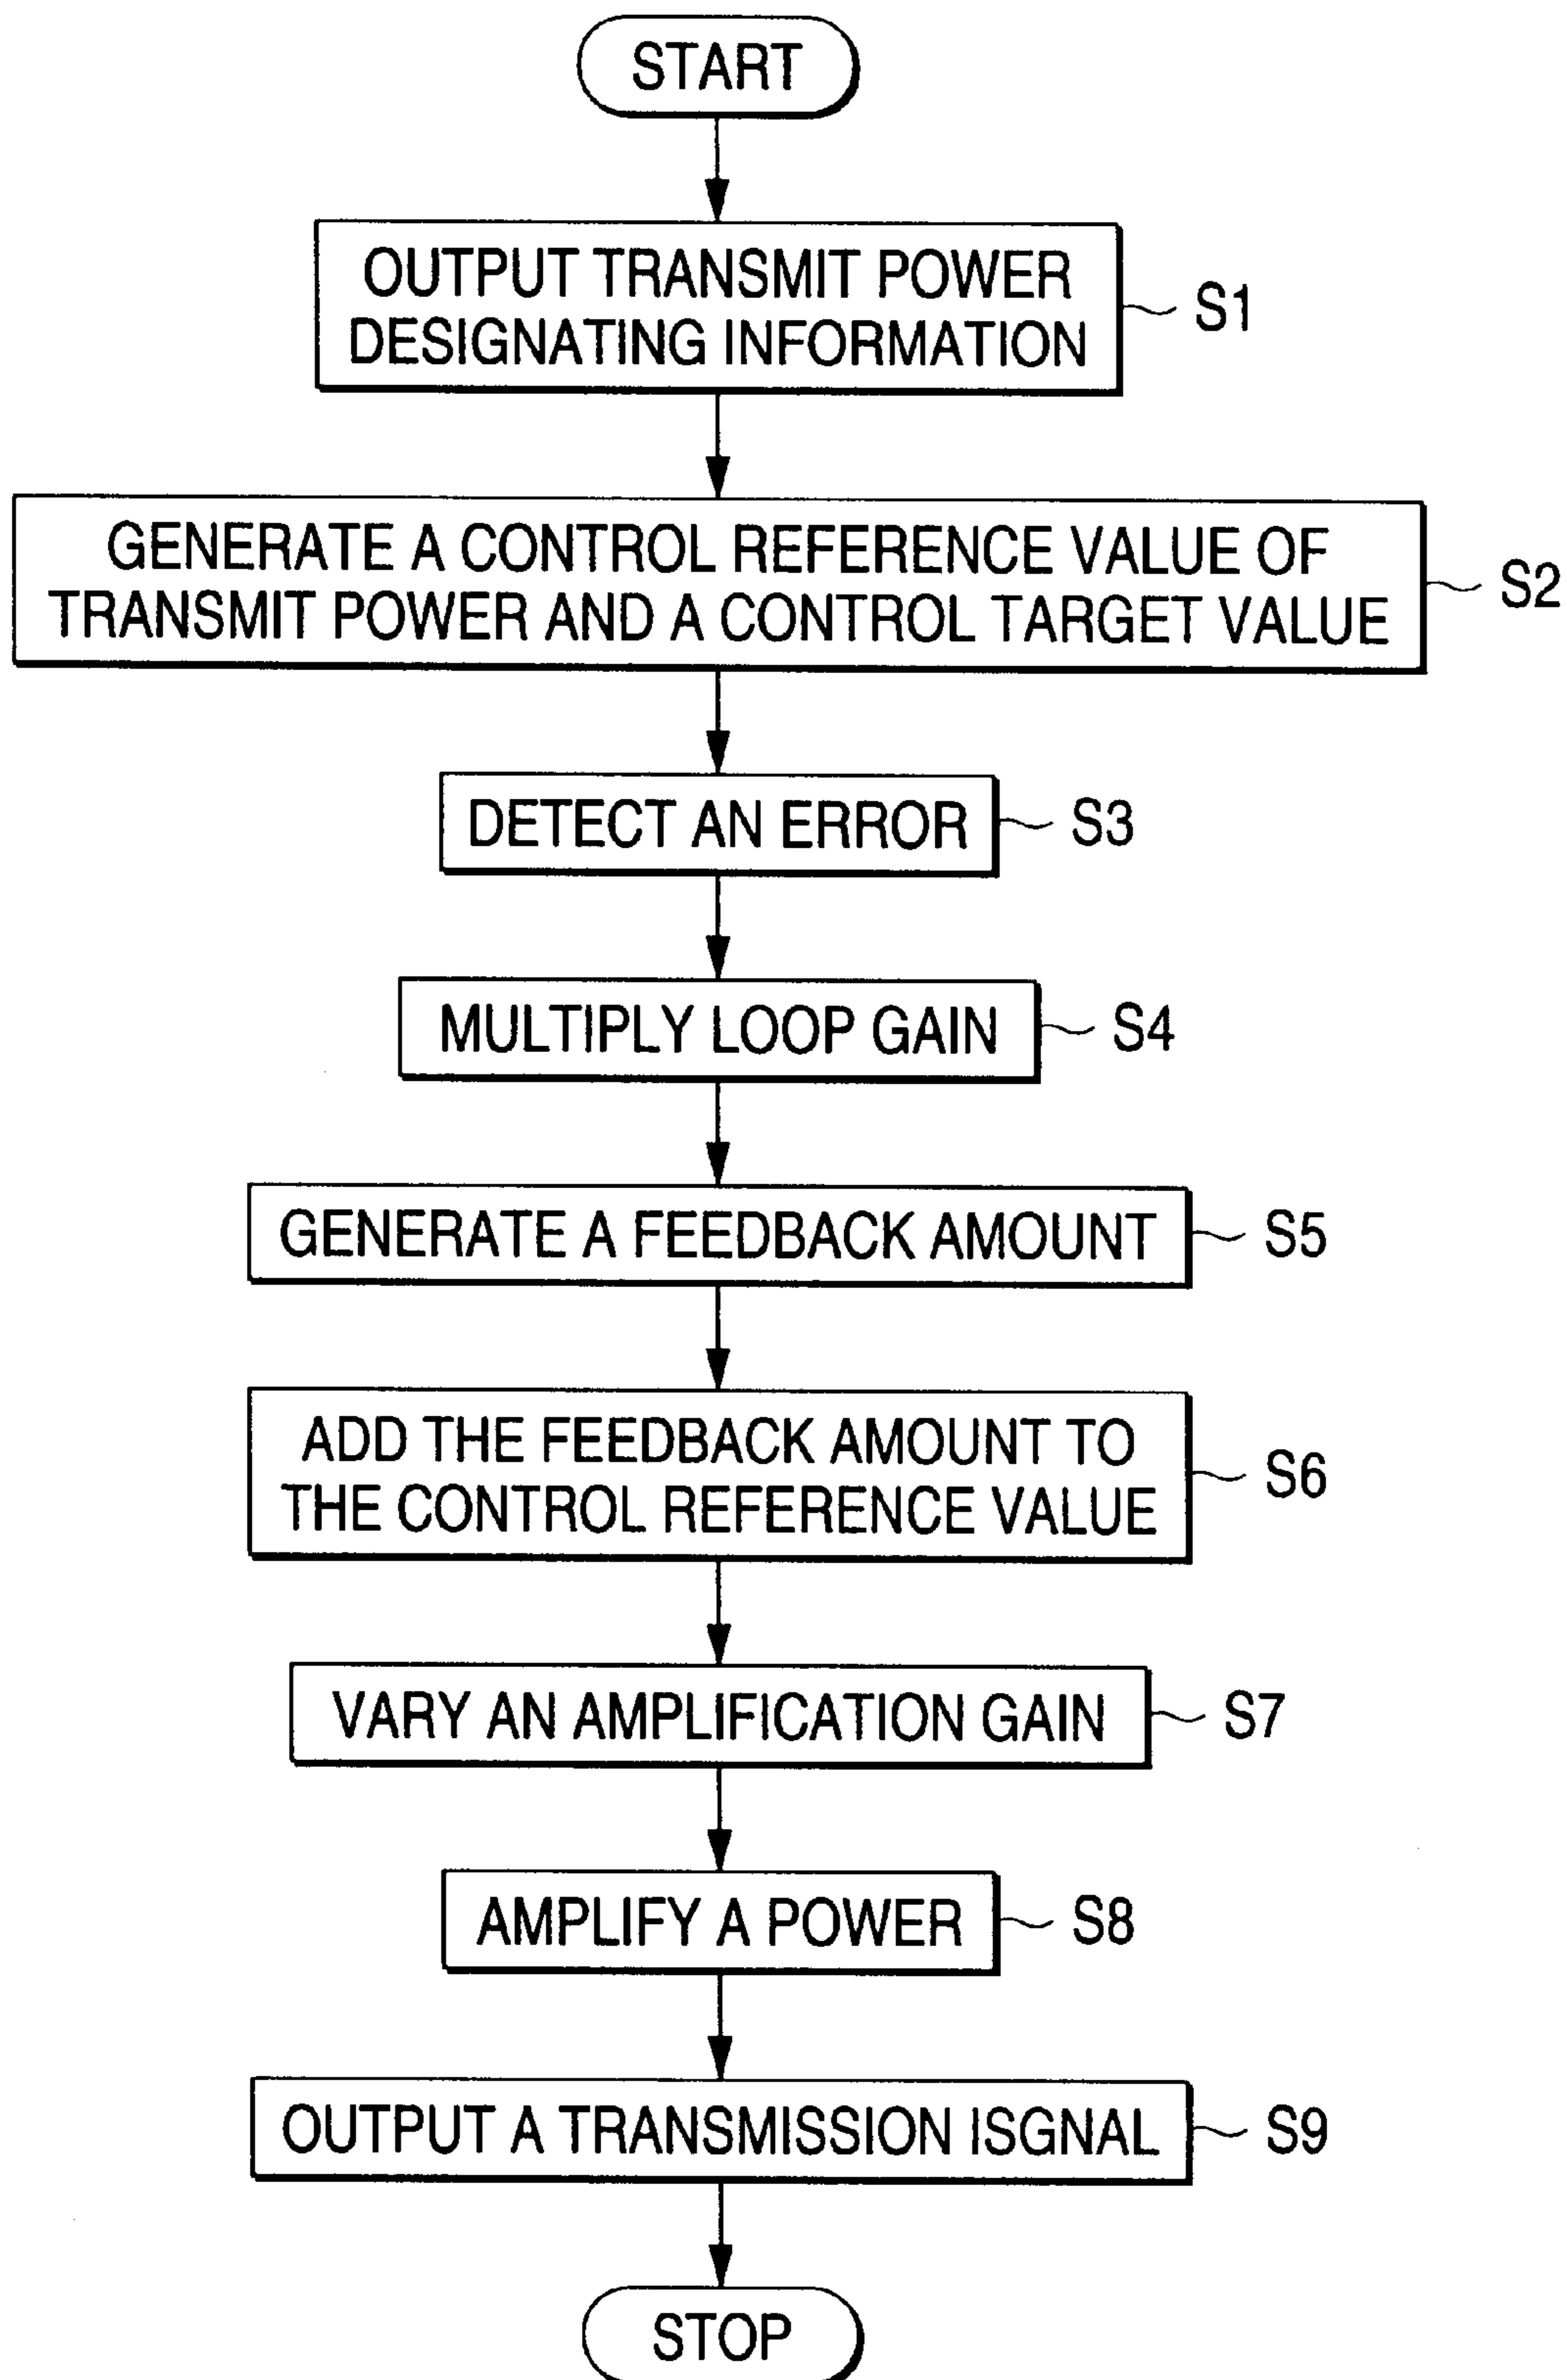 START
OUTPUT TRANSMIT POWER
DESIGNATING INFORMATION
S1
GENERATE A CONTROL REFERENCE VALUE OF
TRANSMIT POWER AND A CONTROL TARGET VALUE
S2
DETECT AN ERROR
S3
MULTIPLY LOOP GAIN
S4
GENERATE A FEEDBACK AMOUNT
S5
ADD THE FEEDBACK AMOUNT TO
THE CONTROL REFERENCE VALUE
S6
VARY AN AMPLIFICATION GAIN
S7
AMPLIFY A POWER
S8
OUTPUT A TRANSMISSION ISGNAL
S9
STOP